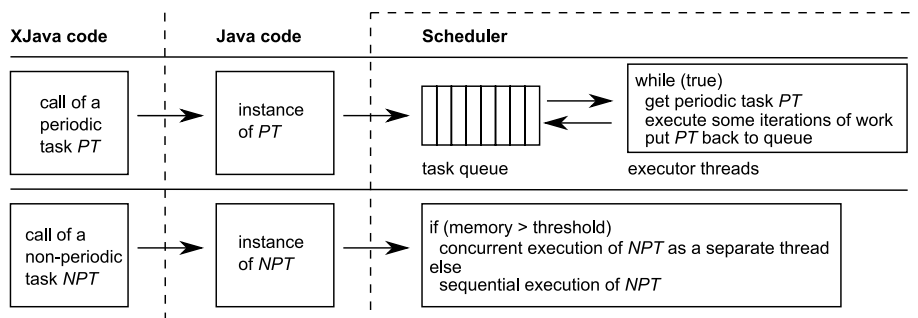 XJava code
Java code
Scheduler
call of a
periodic
task PT
instance
of PT
task queue
while (true)
get periodic task PT
execute some iterations of work
put PT back to queue
executor threads
call of a
non-periodic
task NPT
instance
of NPT
if (memory > threshold)
concurrent execution of NPT as a separate thread
else
sequential execution of NPT